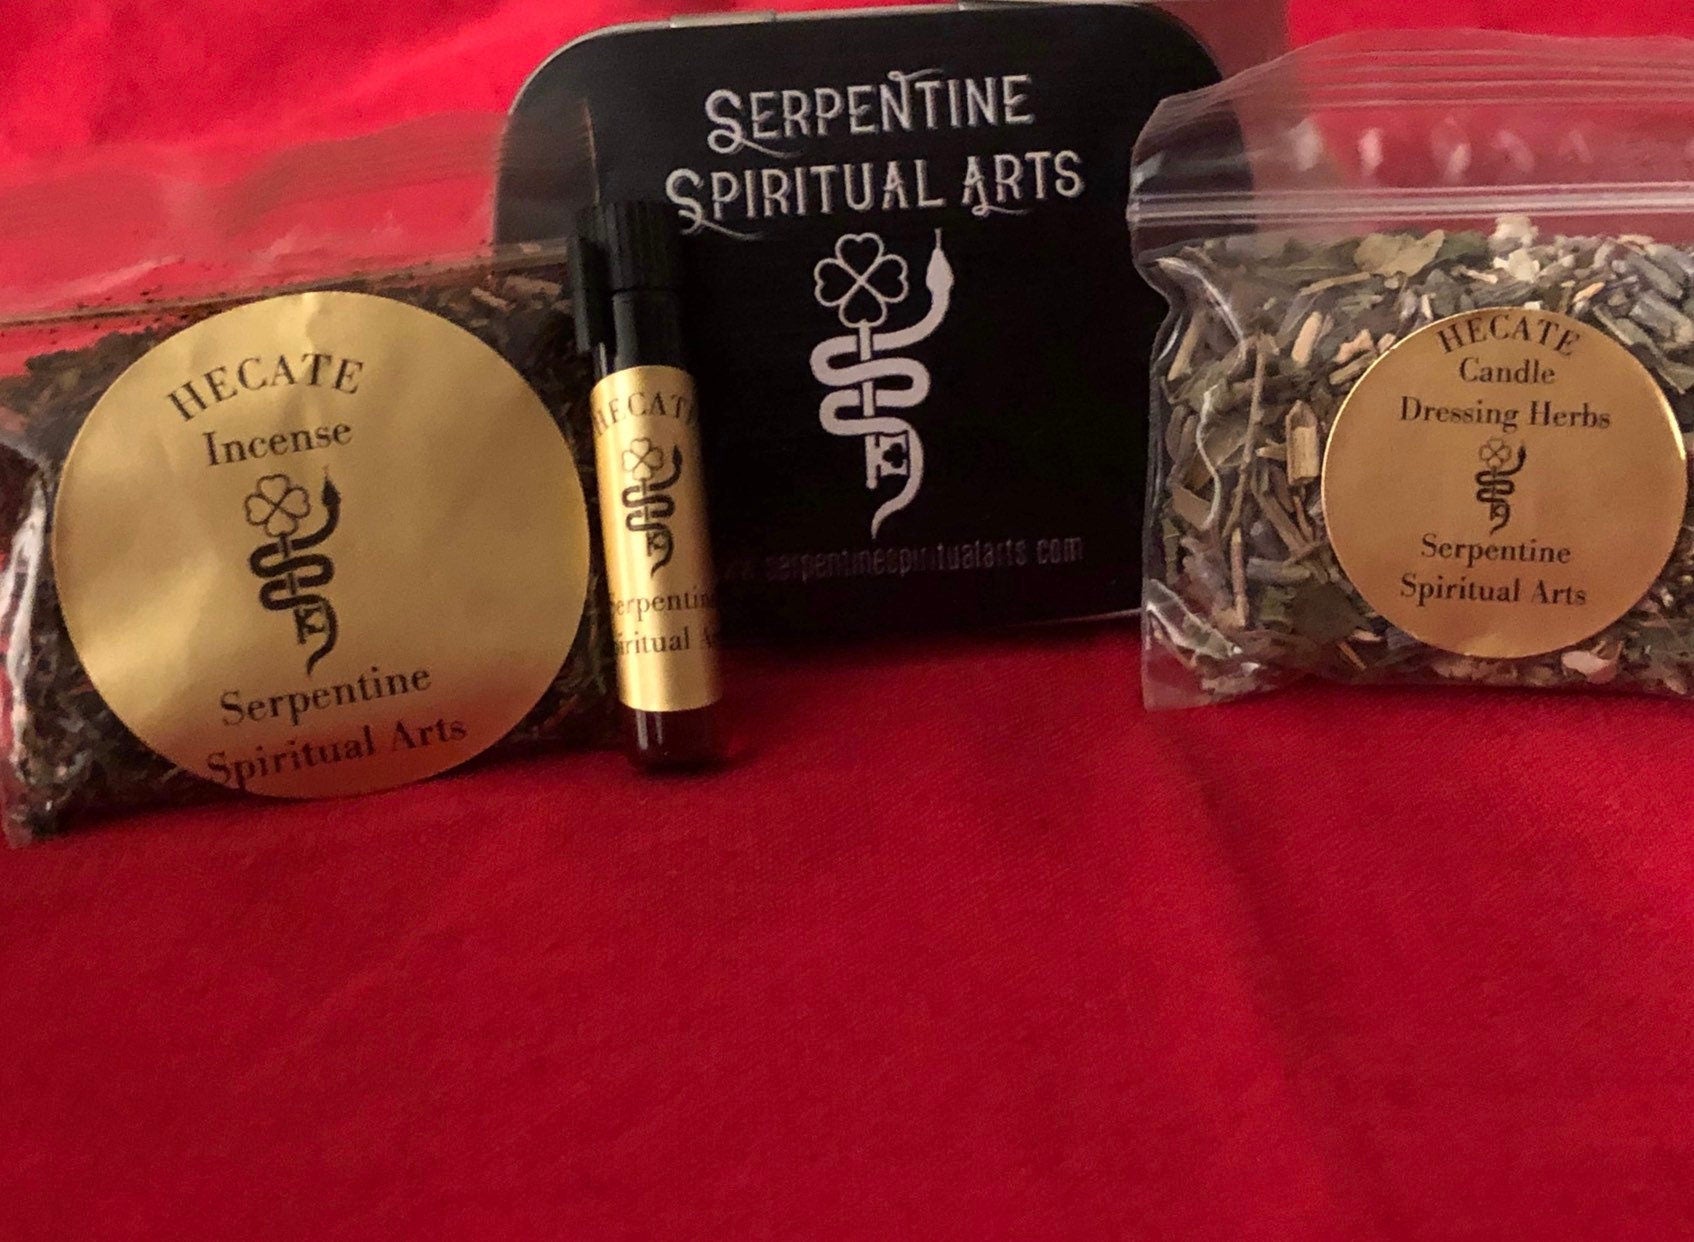 SERPENTINE
SPIRITUAL ARTS
www.serpentinespiritualarts.com
HECATE
Incense
Serpentine
Spiritual Arts
HECATE
Serpentine
Spiritual
HECATE
Candle
Dressing Herbs
Serpentine
Spiritual Arts